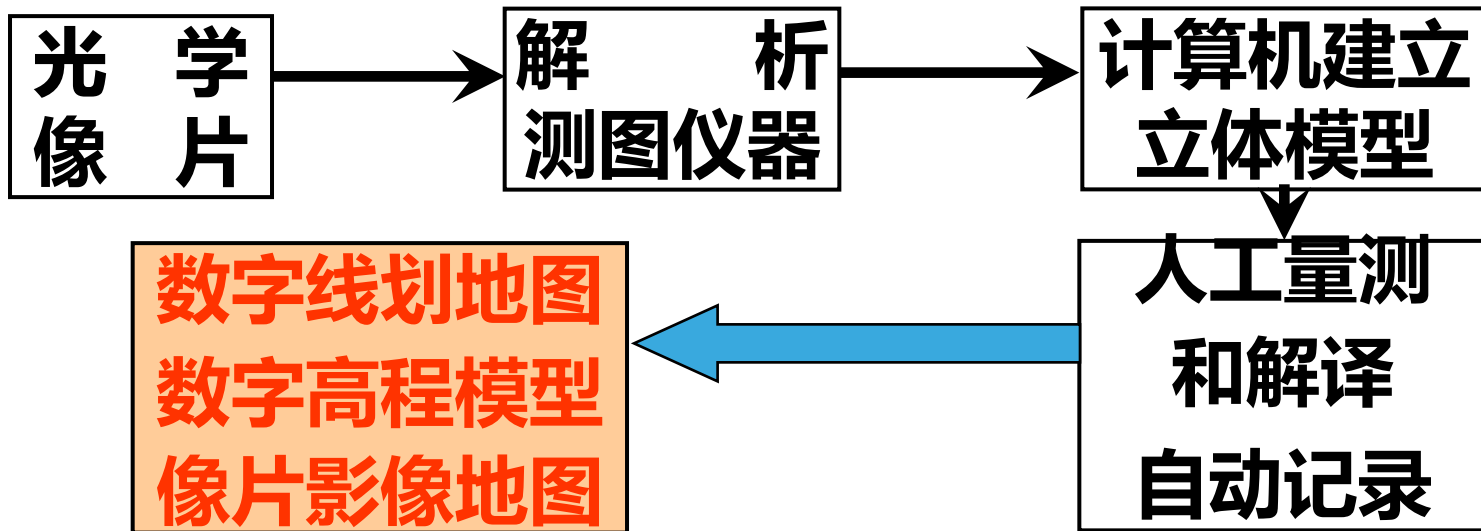 光 学
像 片
解 析
测图仪器
计算机建立
立体模型
人工量测
和解译
自动记录
数字线划地图
数字高程模型
像片影像地图